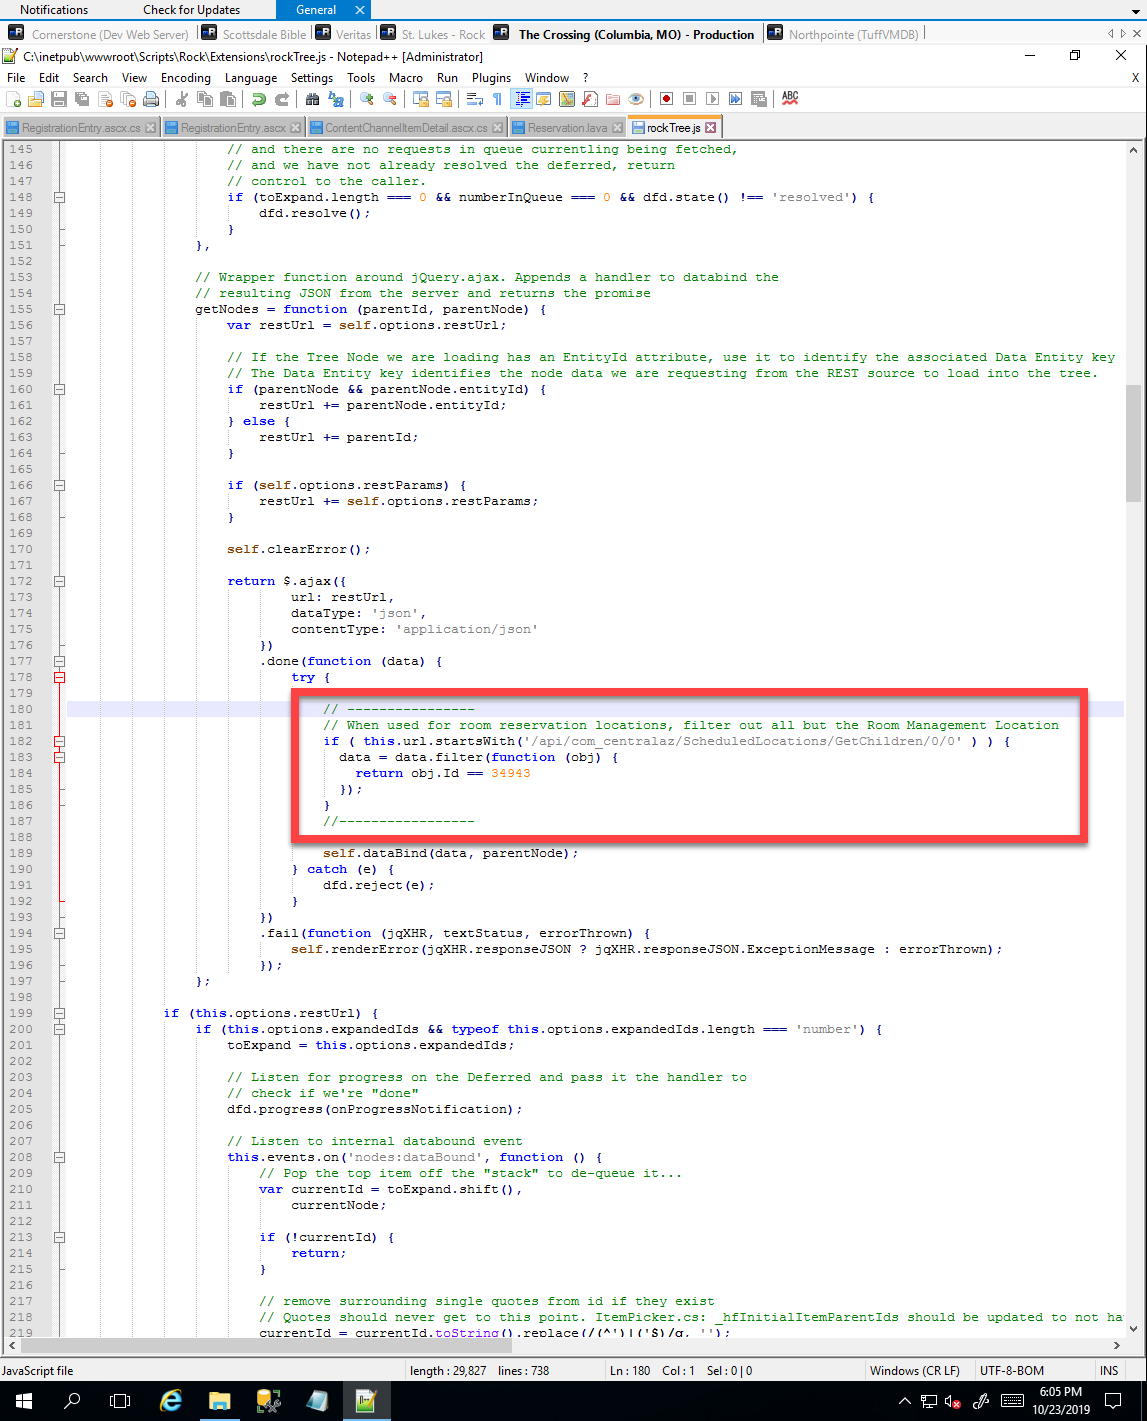 Notifications Check for Updates General
Cornerstone (Dev Web Server) Scottsdale Bible Veritas St. Lukes - Rock The Crossing (Columbia, MO) - Production Northpointe (TuffVMDB)
C:\inetpub\wwwroot\Scripts\Rock\Extensions\rockTree.js - Notepad++ [Administrator]
File Edit Search View Encoding Language Settings Tools Macro Run Plugins Window ? X
ABC
RegistrationEntry.ascx.cs RegistrationEntry.ascx ContentChannelItemDetail.ascx.cs Reservation.lava rockTree.js
145 // and there are no requests in queue currentling being fetched,
146 // and we have not already resolved the deferred, return
147 // control to the caller.
148 if (toExpand.length === 0 && numberInQueue === 0 && dfd.state() !== 'resolved') {
149 dfd.resolve();
150 }
151 },
152
153 // Wrapper function around jQuery.ajax. Appends a handler to databind the
154 // resulting JSON from the server and returns the promise
155 getNodes = function (parentId, parentNode) {
156 var restUrl = self.options.restUrl;
157
158 // If the Tree Node we are loading has an EntityId attribute, use it to identify the associated Data Entity key
159 // The Data Entity key identifies the node data we are requesting from the REST source to load into the tree.
160 if (parentNode && parentNode.entityId) {
161 restUrl += parentNode.entityId;
162 } else {
163 restUrl += parentId;
164 }
165
166 if (self.options.restParams) {
167 restUrl += self.options.restParams;
168 }
169
170 self.clearError();
171
172 return $.ajax({
173 url: restUrl,
174 dataType: 'json',
175 contentType: 'application/json'
176 })
177 .done(function (data) {
178 try {
179
180 // ----------------
181 // When used for room reservation locations, filter out all but the Room Management Location
182 if ( this.url.startsWith('/api/com_centralaz/ScheduledLocations/GetChildren/0/0' ) ) {
183 data = data.filter(function (obj) {
184 return obj.Id == 34943
185 });
186 }
187 //-----------------
188
189 self.dataBind(data, parentNode);
190 } catch (e) {
191 dfd.reject(e);
192 }
193 })
194 .fail(function (jqXHR, textStatus, errorThrown) {
195 self.renderError(jqXHR.responseJSON ? jqXHR.responseJSON.ExceptionMessage : errorThrown);
196 });
197 };
198
199 if (this.options.restUrl) {
200 if (this.options.expandedIds && typeof this.options.expandedIds.length === 'number') {
201 toExpand = this.options.expandedIds;
202
203 // Listen for progress on the Deferred and pass it the handler to
204 // check if we're "done"
205 dfd.progress(onProgressNotification);
206
207 // Listen to internal databound event
208 this.events.on('nodes:dataBound', function () {
209 // Pop the top item off the "stack" to de-queue it...
210 var currentId = toExpand.shift(),
211 currentNode;
212
213 if (!currentId) {
214 return;
215 }
216
217 // remove surrounding single quotes from id if they exist
218 // Quotes should never get to this point. ItemPicker.cs: _hfInitialItemParentIds should be updated to not ha
219 currentId = currentId.toString().replace(/(^')|('$)/g, '');
JavaScript file length : 29,827 lines : 738 Ln : 180 Col : 1 Sel : 0 | 0 Windows (CR LF) UTF-8-BOM INS
6:05 PM
10/23/2019